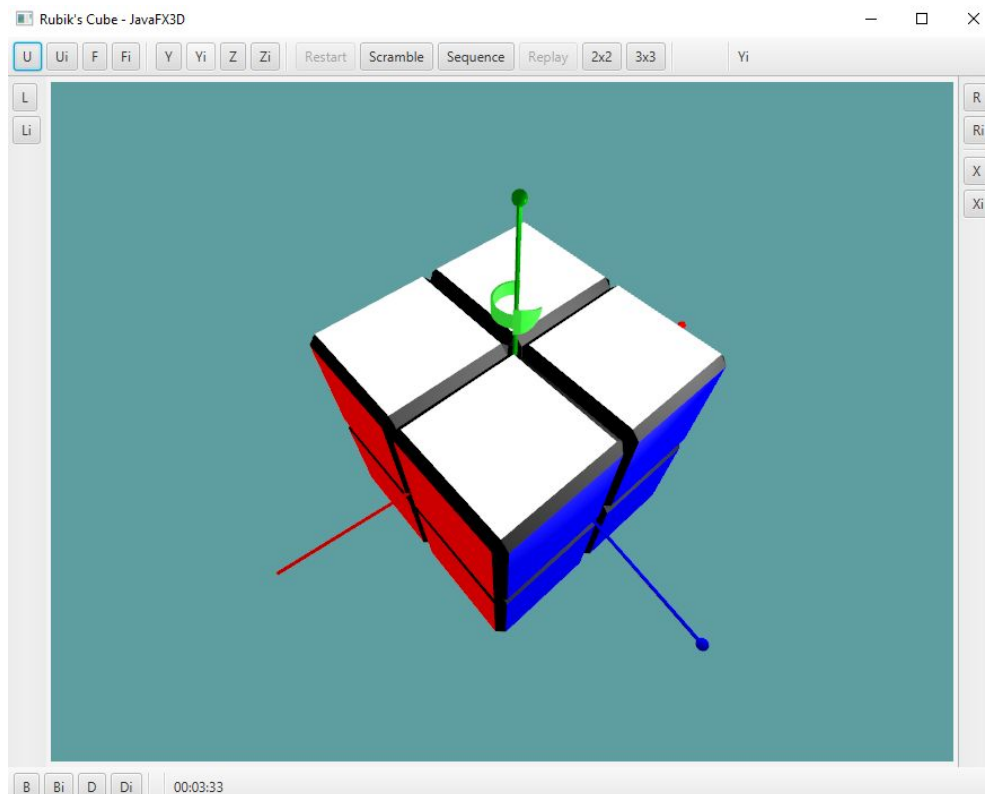 Rubik's Cube - JavaFX3D
U Ui F Fi Y Yi Z Zi Restart Scramble Sequence Replay 2x2 3x3 Yi
L R
Li Ri
X
Xi
B Bi D Di 00:03:33